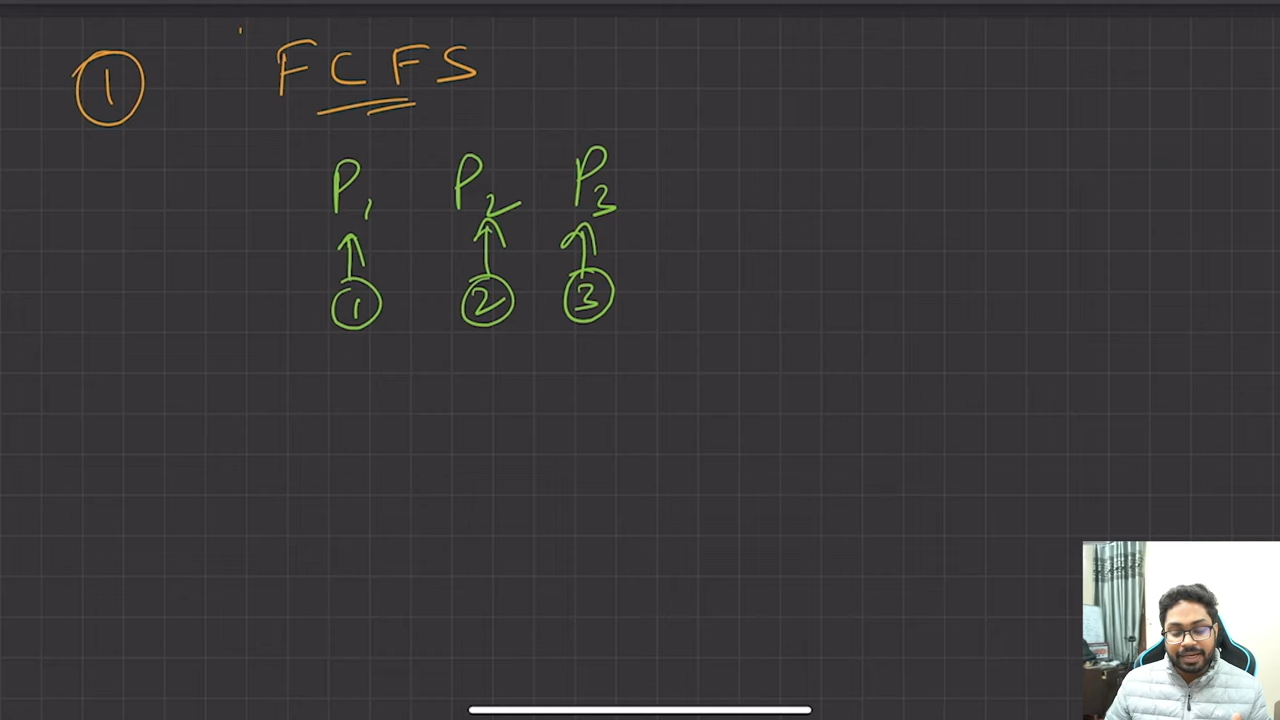 ① FCFS
P₁ P₂ P₃
① ② ③